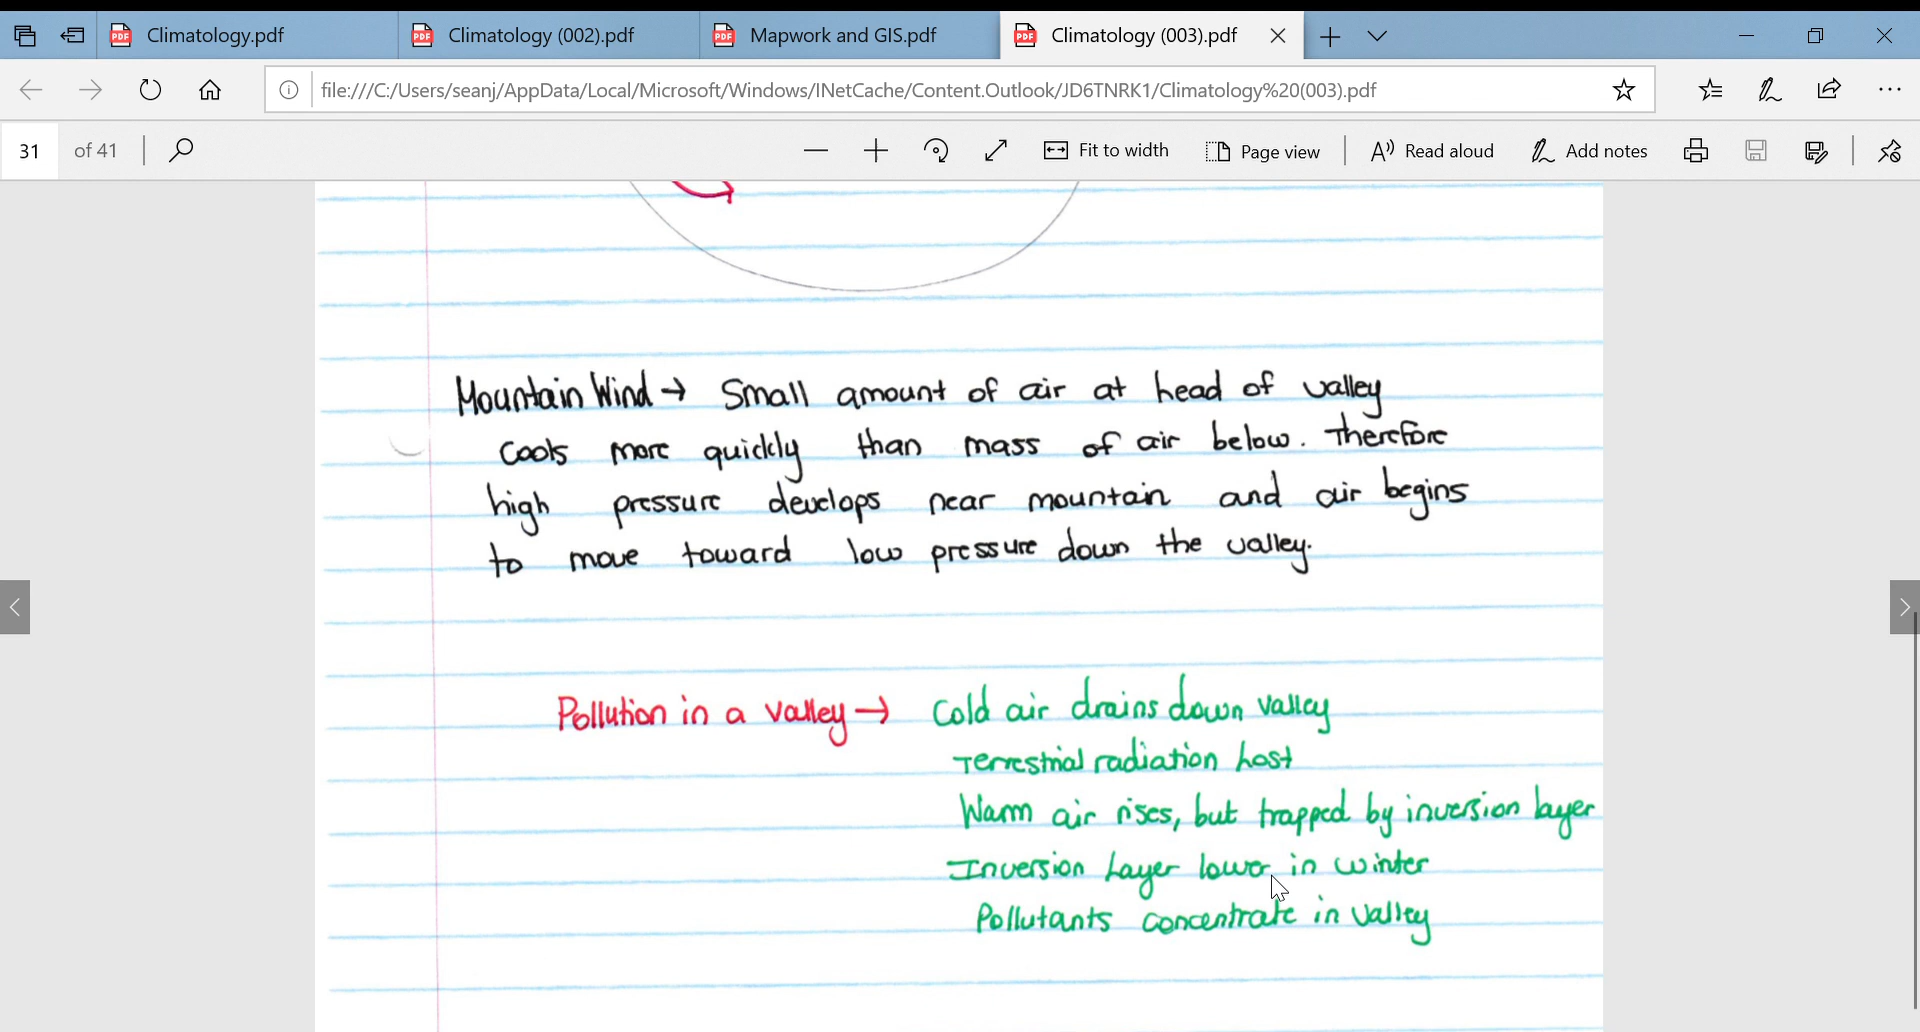 Climatology.pdf
Climatology (002).pdf
Mapwork and GIS.pdf
Climatology (003).pdf
file:///C:/Users/seanj/AppData/Local/Microsoft/Windows/INetCache/Content.Outlook/JD6TNRK1/Climatology%20(003).pdf
31 of 41
Fit to width
Page view
Read aloud
Add notes
Mountain Wind → Small amount of air at head of valley
cools more quickly than mass of air below. Therefore
high pressure develops near mountain and air begins
to move toward low pressure down the valley.
Pollution in a valley → Cold air drains down valley
Terrestrial radiation host
Warm air rises, but trapped by inversion layer
Inversion Layer lower in winter
Pollutants concentrate in valley